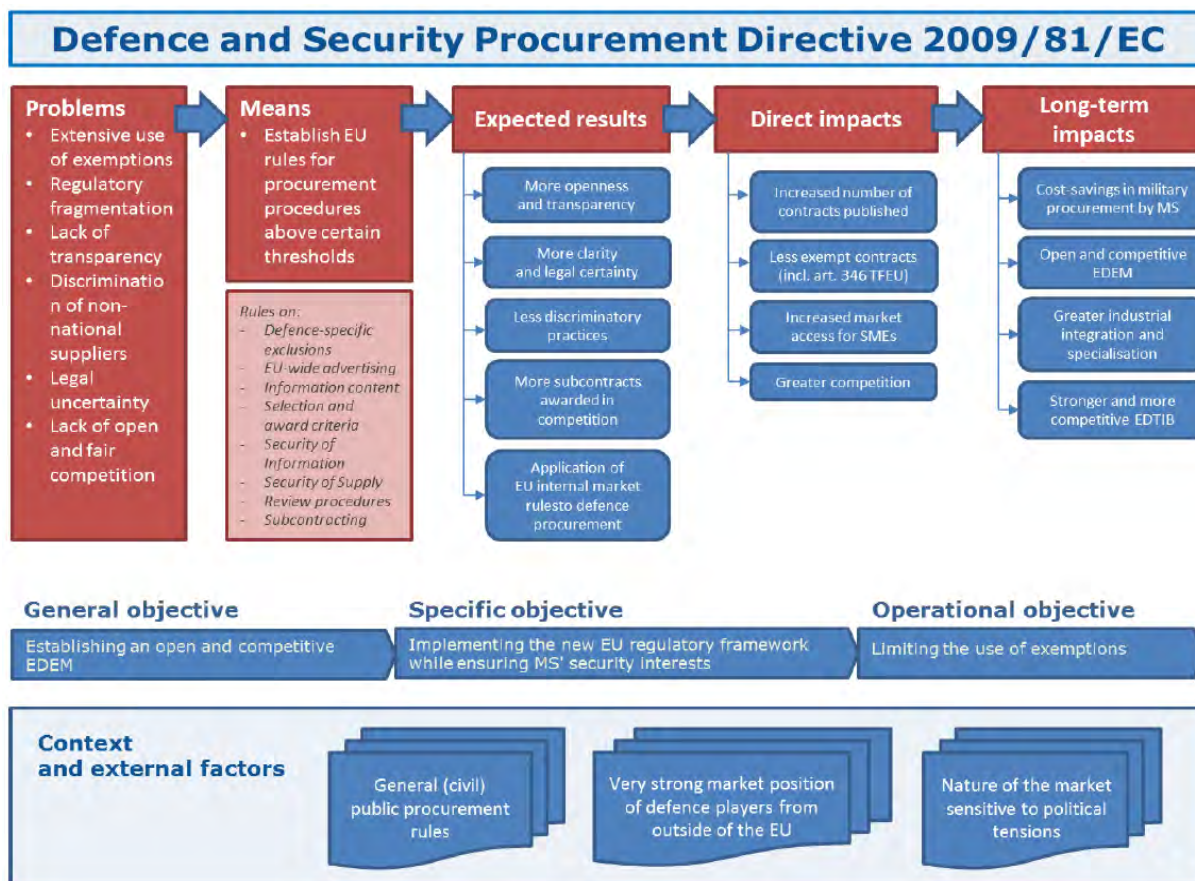 Defence and Security Procurement Directive 2009/81/EC
Problems
• Extensive use
of exemptions
• Regulatory
fragmentation
• Lack of
transparency
• Discriminatio
n of non-
national
suppliers
• Legal
uncertainty
• Lack of open
and fair
competition
Means
• Establish EU
rules for
procurement
procedures
above certain
thresholds
Rules on:
- Defence-specific
exclusions
- EU-wide advertising
- Information content
- Selection and
award criteria
- Security of
Information
- Security of Supply
- Review procedures
- Subcontracting
Expected results
More openness
and transparency
More clarity
and legal certainty
Less discriminatory
practices
More subcontracts
awarded in
competition
Application of
EU internal market
rulesto defence
procurement
Direct impacts
Increased number of
contracts published
Less exempt contracts
(incl. art. 346 TFEU)
Increased market
access for SMEs
Greater competition
Long-term
impacts
Cost-savings in military
procurement by MS
Open and competitive
EDEM
Greater industrial
integration and
specialisation
Stronger and more
competitive EDTIB
General objective
Establishing an open and competitive
EDEM
Specific objective
Implementing the new EU regulatory framework
while ensuring MS' security interests
Operational objective
Limiting the use of exemptions
Context
and external factors
General (civil)
public procurement
rules
Very strong market position
of defence players from
outside of the EU
Nature of the market
sensitive to political
tensions